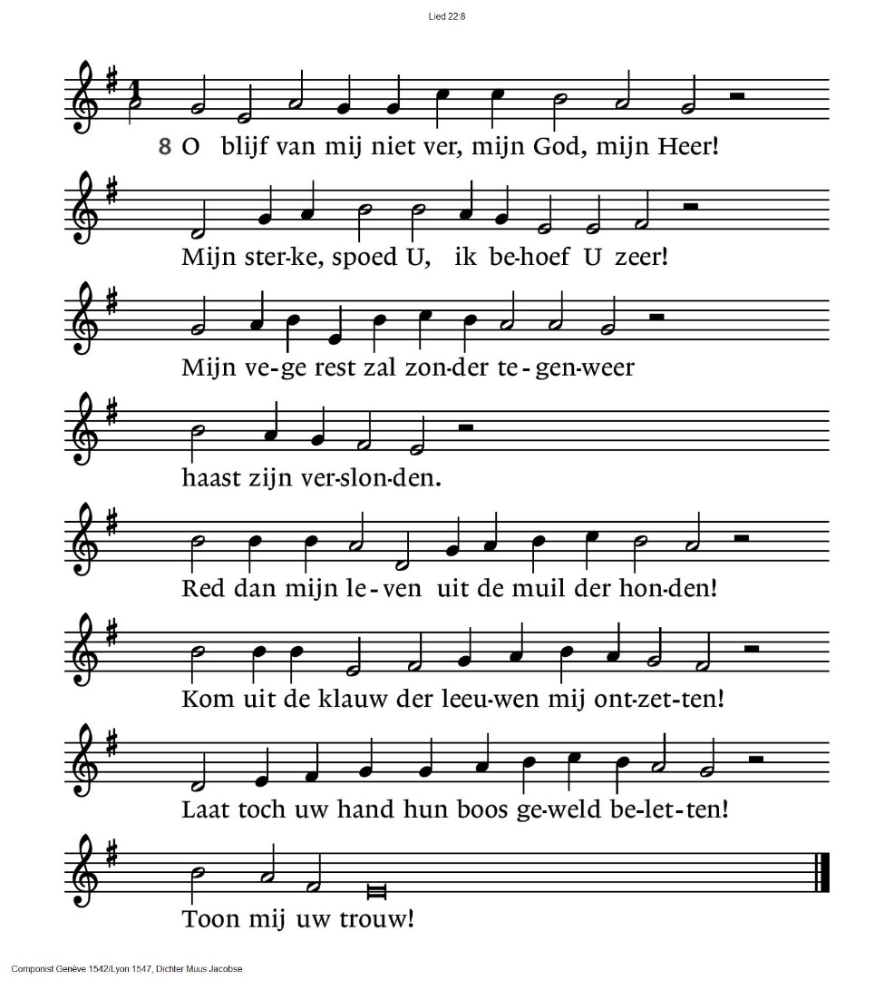 Lied 22:8
1
8 O blijf van mij niet ver, mijn God, mijn Heer!
Mijn ster-ke, spoed U, ik be-hoef U zeer!
Mijn ve-ge rest zal zon-der te-gen-weer
haast zijn ver-slon-den.
Red dan mijn le-ven uit de muil der hon-den!
Kom uit de klauw der leeu-wen mij ont-zet-ten!
Laat toch uw hand hun boos ge-weld be-let-ten!
Toon mij uw trouw!
Componist Genève 1542/Lyon 1547, Dichter Muus Jacobse